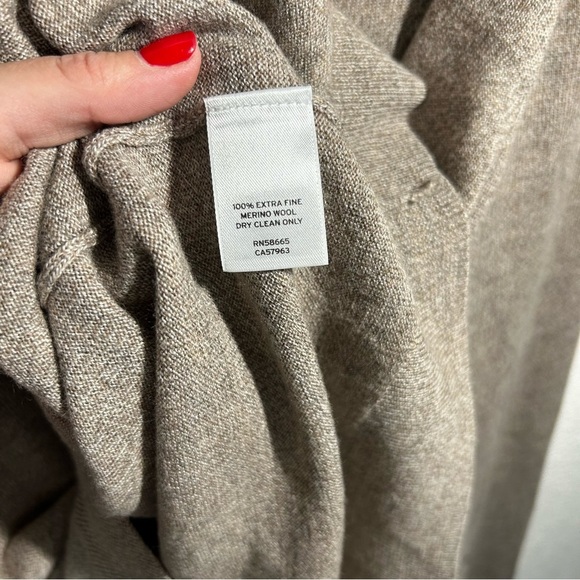 100% EXTRA FINE
MERINO WOOL
DRY CLEAN ONLY
RN58665
CA57963